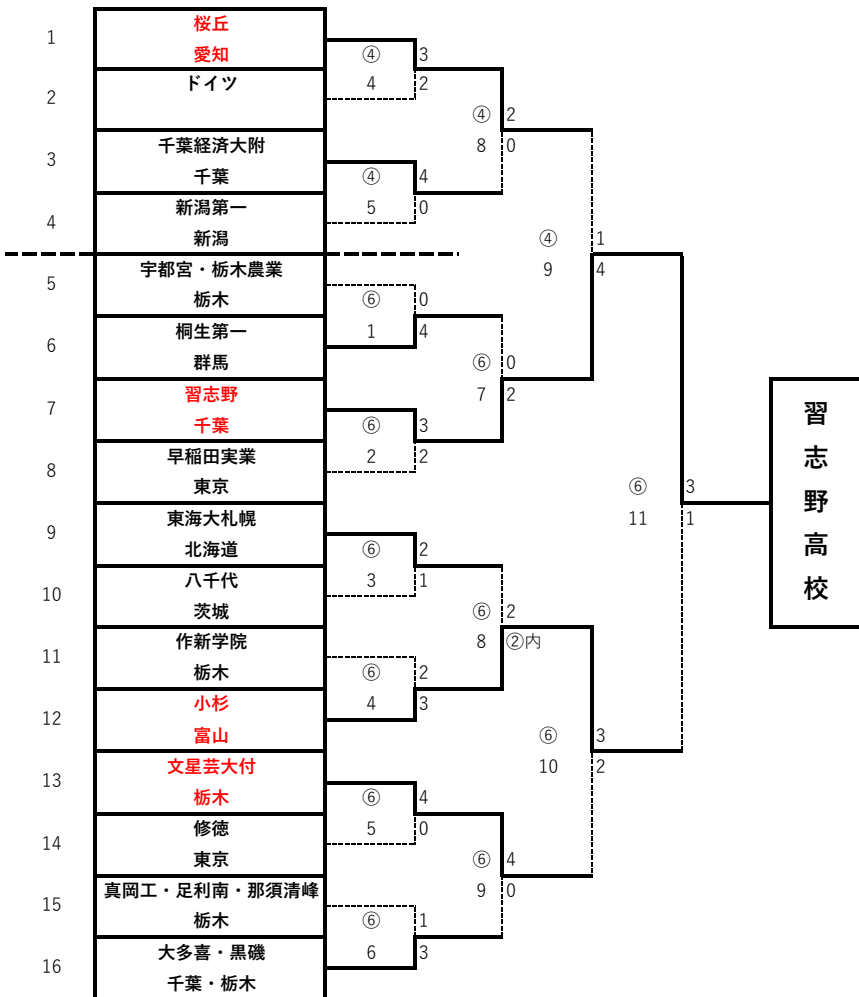 1
桜丘
愛知
2
ドイツ
3
千葉経済大附
千葉
4
新潟第一
新潟
5
宇都宮・栃木農業
栃木
6
桐生第一
群馬
7
習志野
千葉
8
早稲田実業
東京
9
東海大札幌
北海道
10
八千代
茨城
11
作新学院
栃木
12
小杉
富山
13
文星芸大付
栃木
14
修徳
東京
15
真岡工・足利南・那須清峰
栃木
16
大多喜・黒磯
千葉・栃木
④ 3
4 2
④ 4
5 0
⑥ 0
1 4
⑥ 3
2 2
⑥ 2
3 1
⑥ 2
4 3
⑥ 4
5 0
⑥ 1
6 3
④ 2
8 0
⑥ 0
7 2
⑥ 2
8 ②内
⑥ 4
9 0
④ 1
9 4
⑥ 3
10 2
⑥ 3
11 1
習志野高校